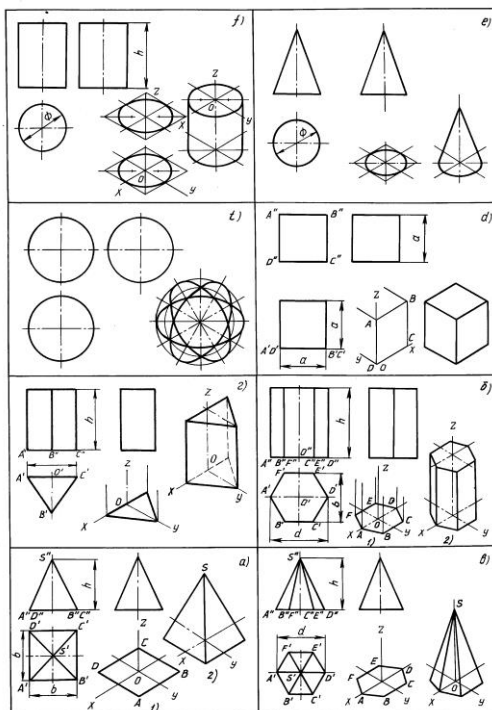 f)
h
Φ
Z
X
O
y
Z
O
X
O
y
e)
Φ
t)
A" B"
D" C"
a
A'D' B'C'
a
a
Z
B
A
C
X
y
D O
д)
г)
h
A' B" C"
A' O' C'
B'
Z
O
X y
Z
O
X y
б)
h
O"
A" B"F" C"E" D"
F' E'
A' O' D'
B' C'
b
d
Z
F E D
O C
X A B y
1)
Z
X y
2)
а)
S"
h
A"D" B"C"
D' C'
S'
A' B'
b
b
Z
C
D O B
X A y
1)
S
X y
2)
в)
S"
h
A" B"F" C"E" D"
d
F' E'
A' S' D'
B' C'
Z
E D
F O C
X A B y
S
X O y